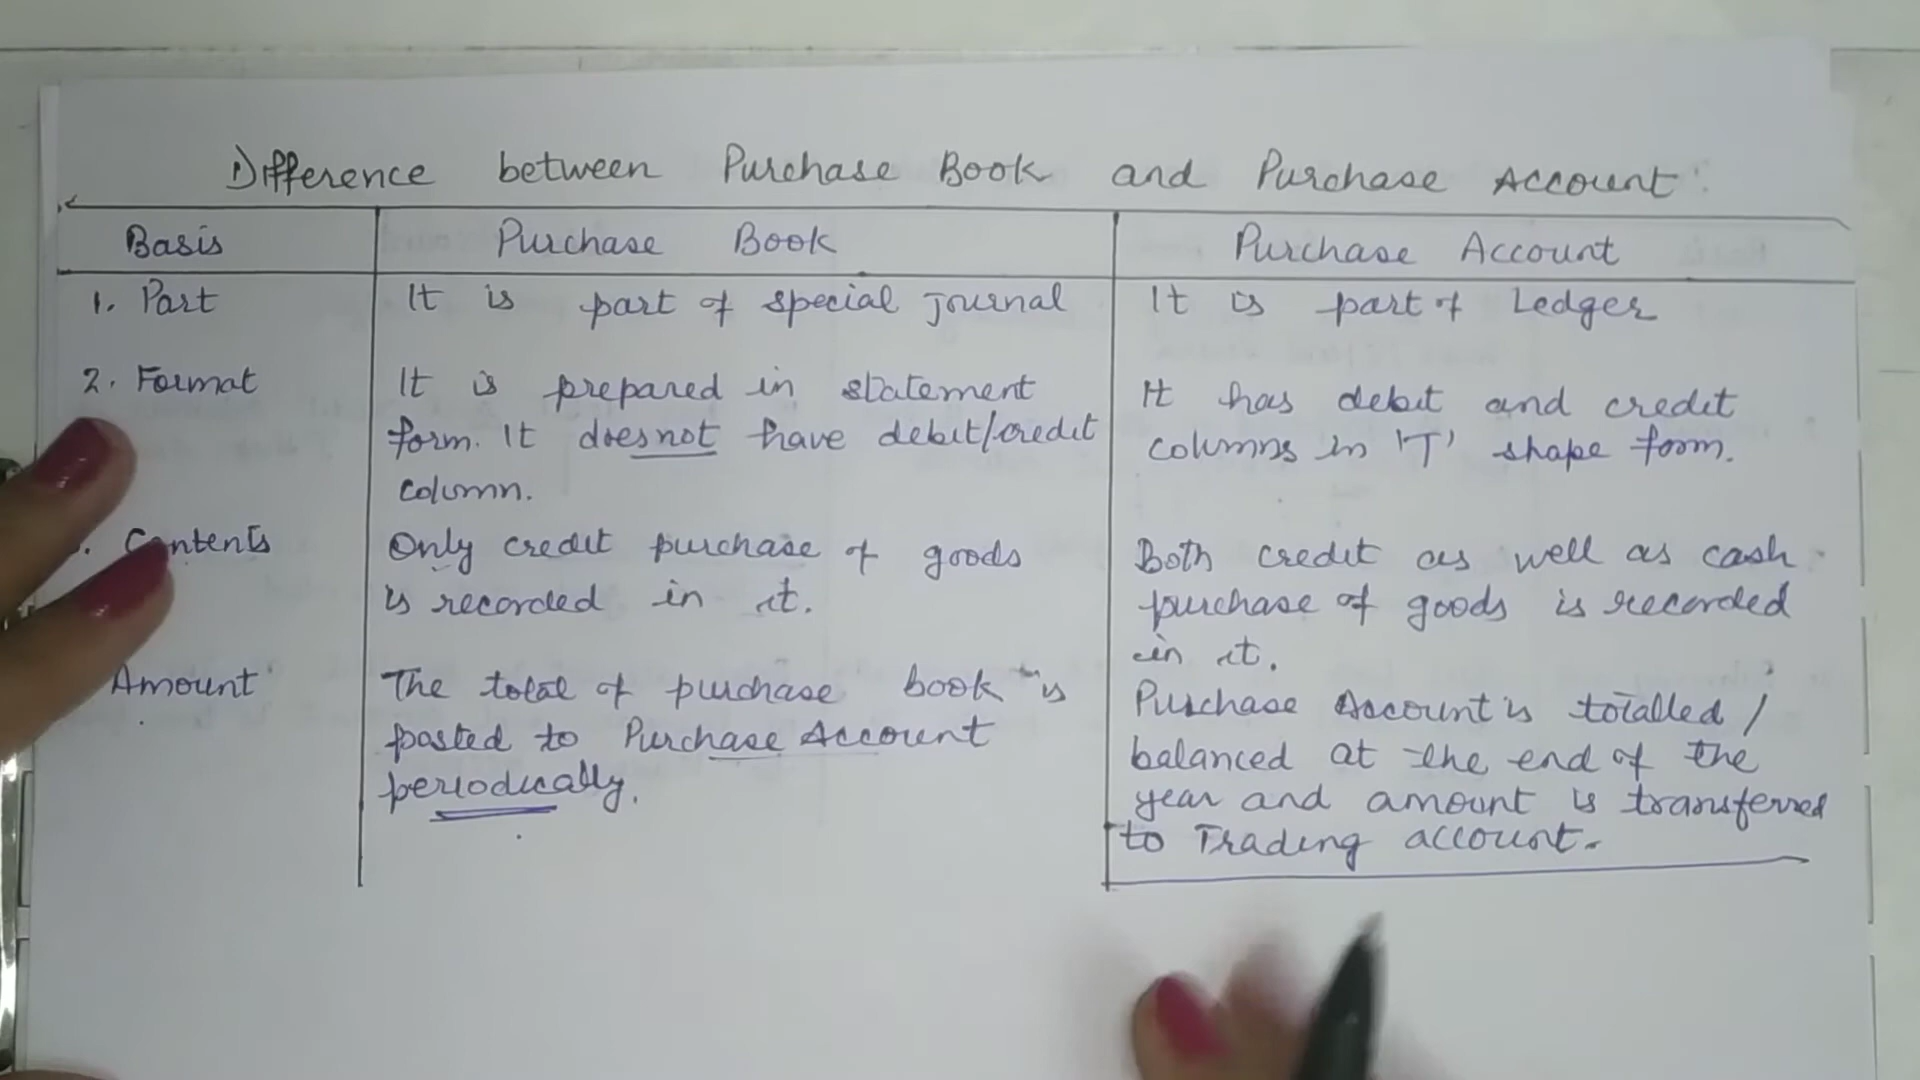 Difference between Purchase Book and Purchase Account
Basis Purchase Book Purchase Account
1. Part It is part of special journal It is part of Ledger
2. Format It is prepared in statement
form. It does not have debit/credit
column.
It has debit and credit
columns in 'T' shape form.
Contents Only credit purchase of goods
is recorded in it.
Both credit as well as cash
purchase of goods is recorded
in it.
Amount The total of purchase book is
posted to Purchase Account
periodically.
Purchase Account is totalled /
balanced at the end of the
year and amount is transferred
to Trading account.